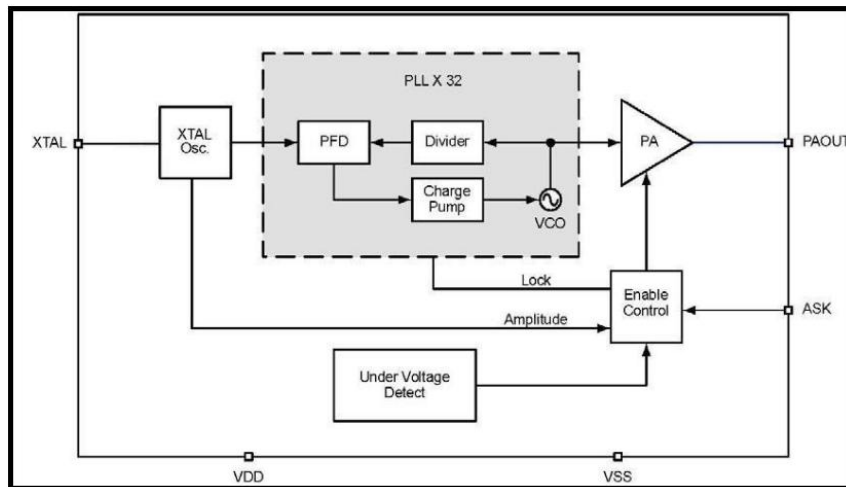 PLL X 32
XTAL
XTAL
Osc.
PFD
Divider
PA
PAOUT
Charge
Pump
VCO
Lock
Enable
Control
ASK
Amplitude
Under Voltage
Detect
VDD
VSS